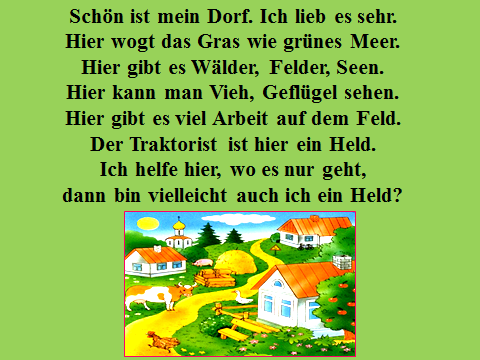 Schön ist mein Dorf. Ich lieb es sehr.
Hier wogt das Gras wie grünes Meer.
Hier gibt es Wälder, Felder, Seen.
Hier kann man Vieh, Geflügel sehen.
Hier gibt es viel Arbeit auf dem Feld.
Der Traktorist ist hier ein Held.
Ich helfe hier, wo es nur geht,
dann bin vielleicht auch ich ein Held?